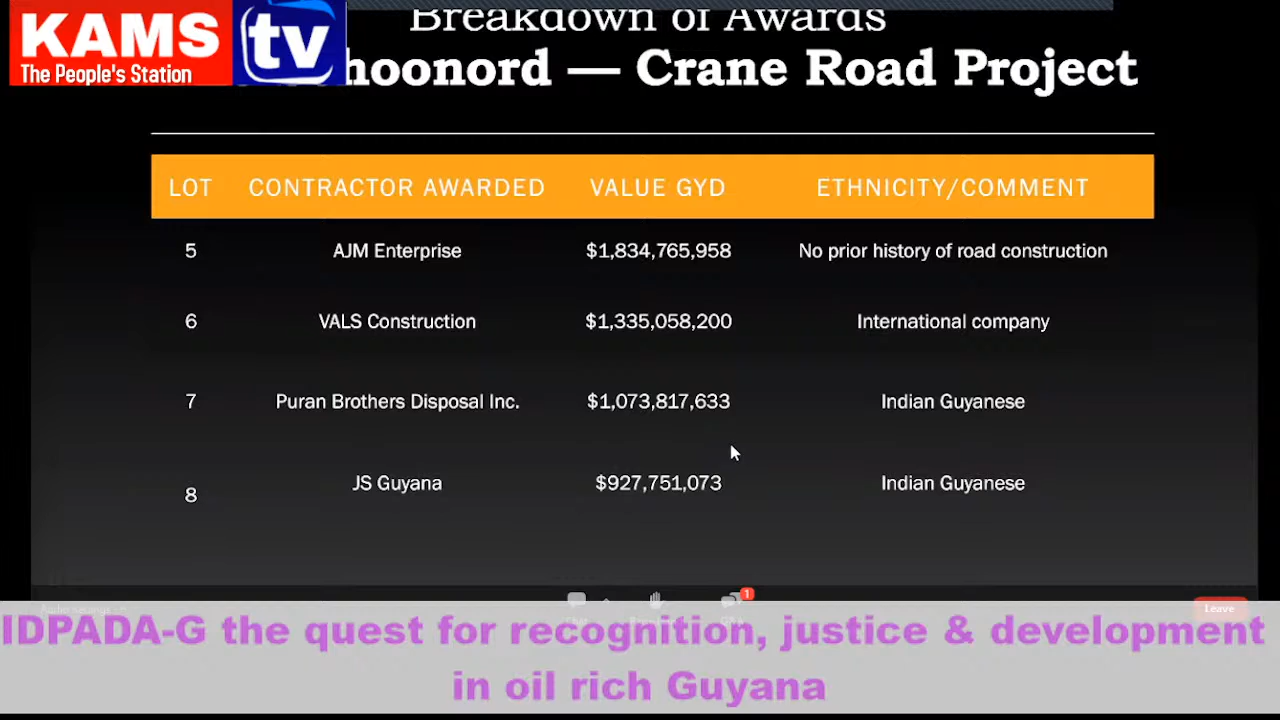 KAMS tv
The People's Station
Breakdown of Awards
hoonord — Crane Road Project
LOT CONTRACTOR AWARDED VALUE GYD ETHNICITY/COMMENT
5 AJM Enterprise $1,834,765,958 No prior history of road construction
6 VALS Construction $1,335,058,200 International company
7 Puran Brothers Disposal Inc. $1,073,817,633 Indian Guyanese
8 JS Guyana $927,751,073 Indian Guyanese
1
Leave
IDPADA-G the quest for recognition, justice & development
in oil rich Guyana